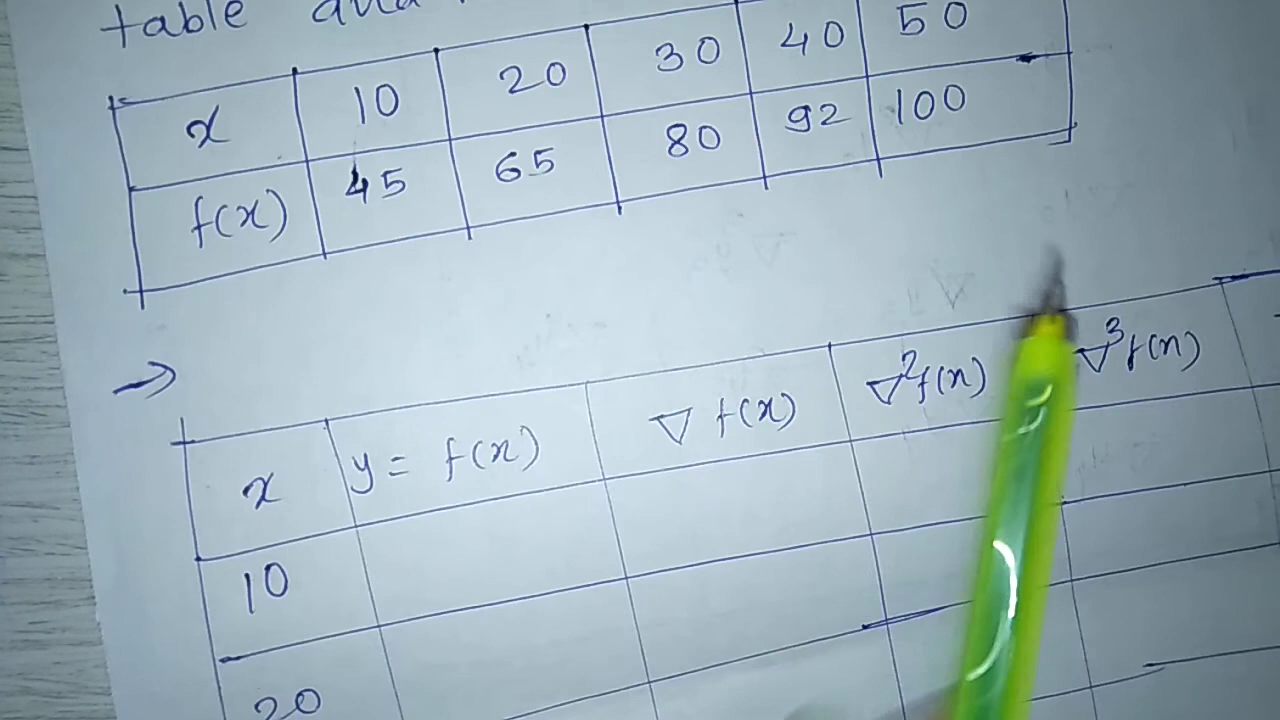 table
x 10 20 30 40 50
f(x) 45 65 80 92 100
→
x y = f(x) ∇ f(x) ∇²f(x) ∇³f(x)
10
20